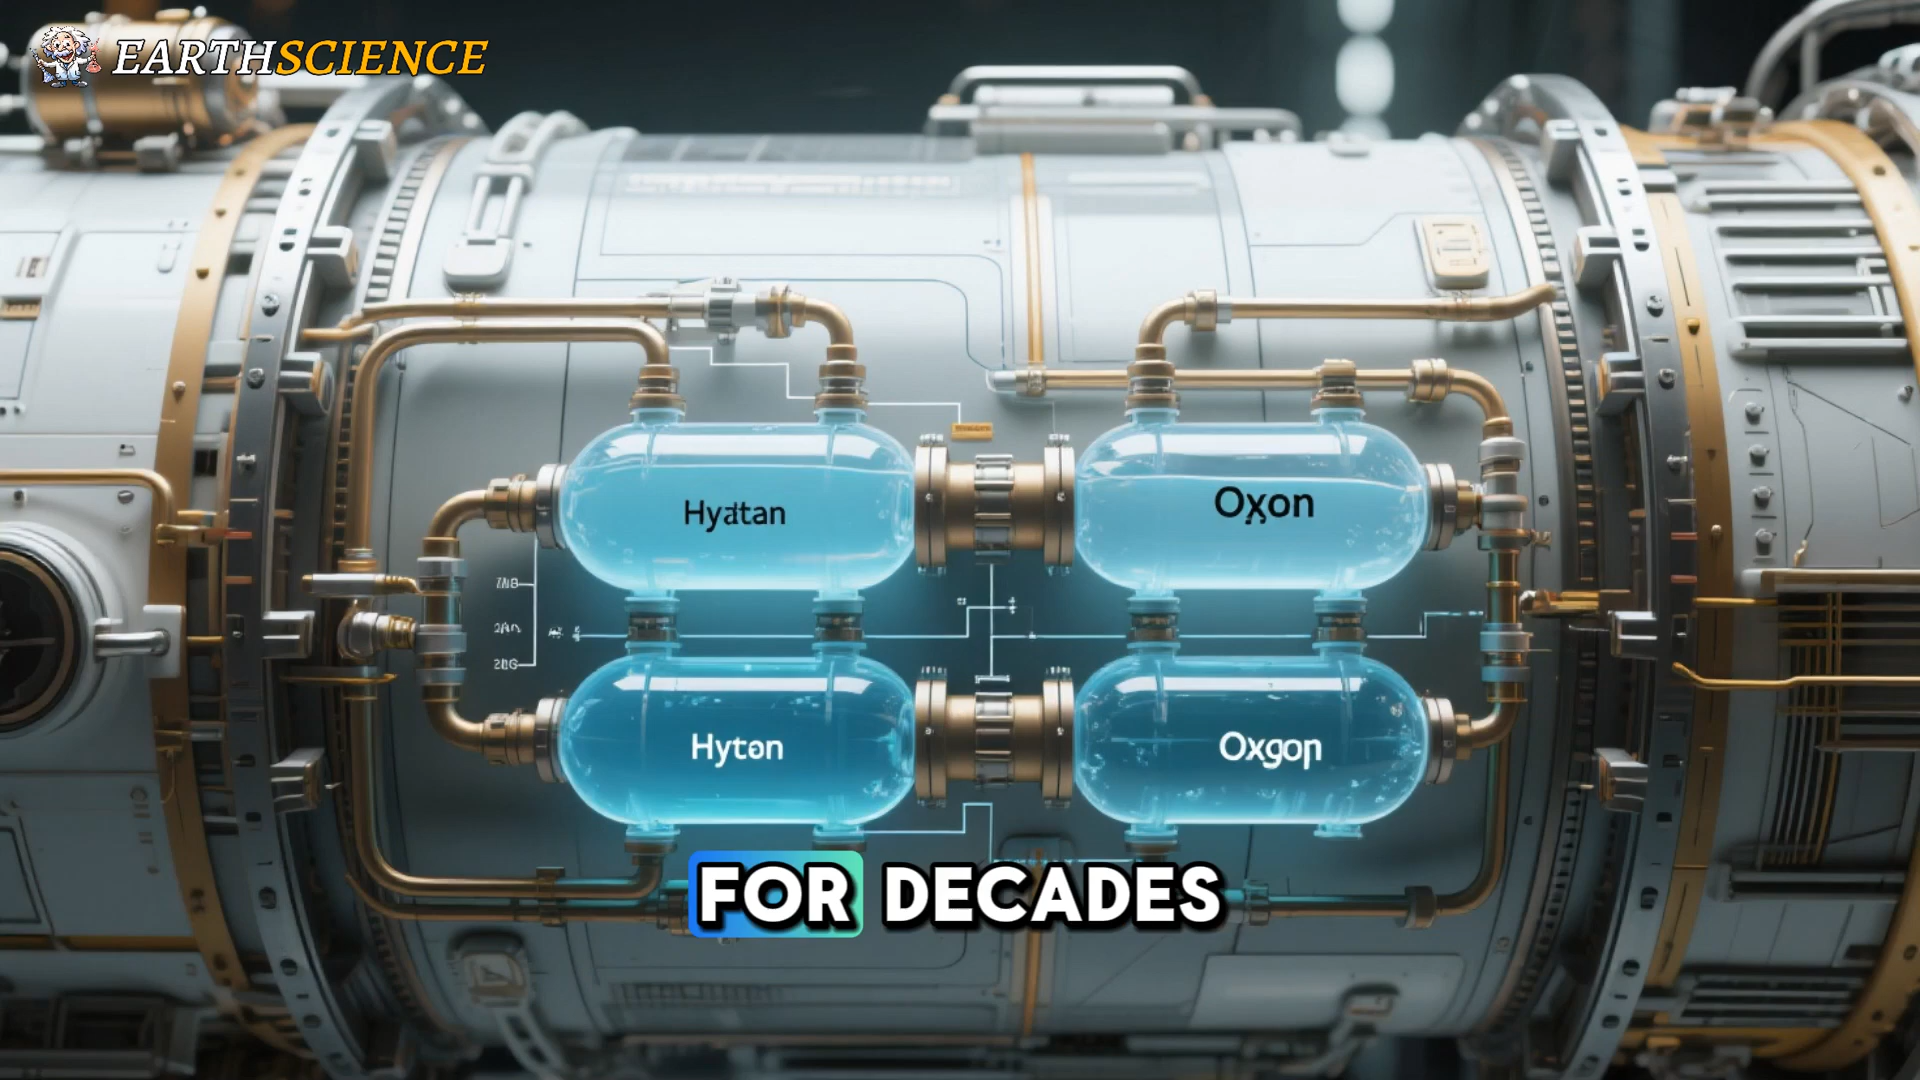 EARTHSCIENCE
Hyatan
Oxon
Hyton
Oxgon
FOR DECADES